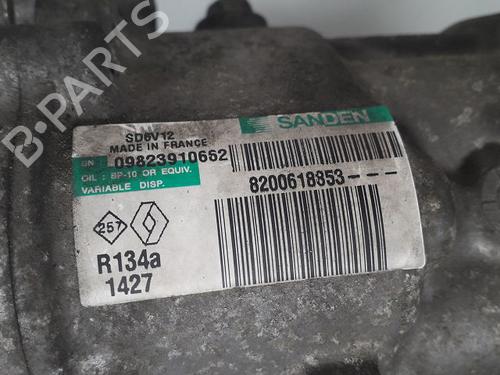 SD6V12
MADE IN FRANCE
SANDEN
SN: 09823910662
OIL : SP-10 OR EQUIV.
VARIABLE DISP.
8200618853---
257
R134a
1427
B-PARTS